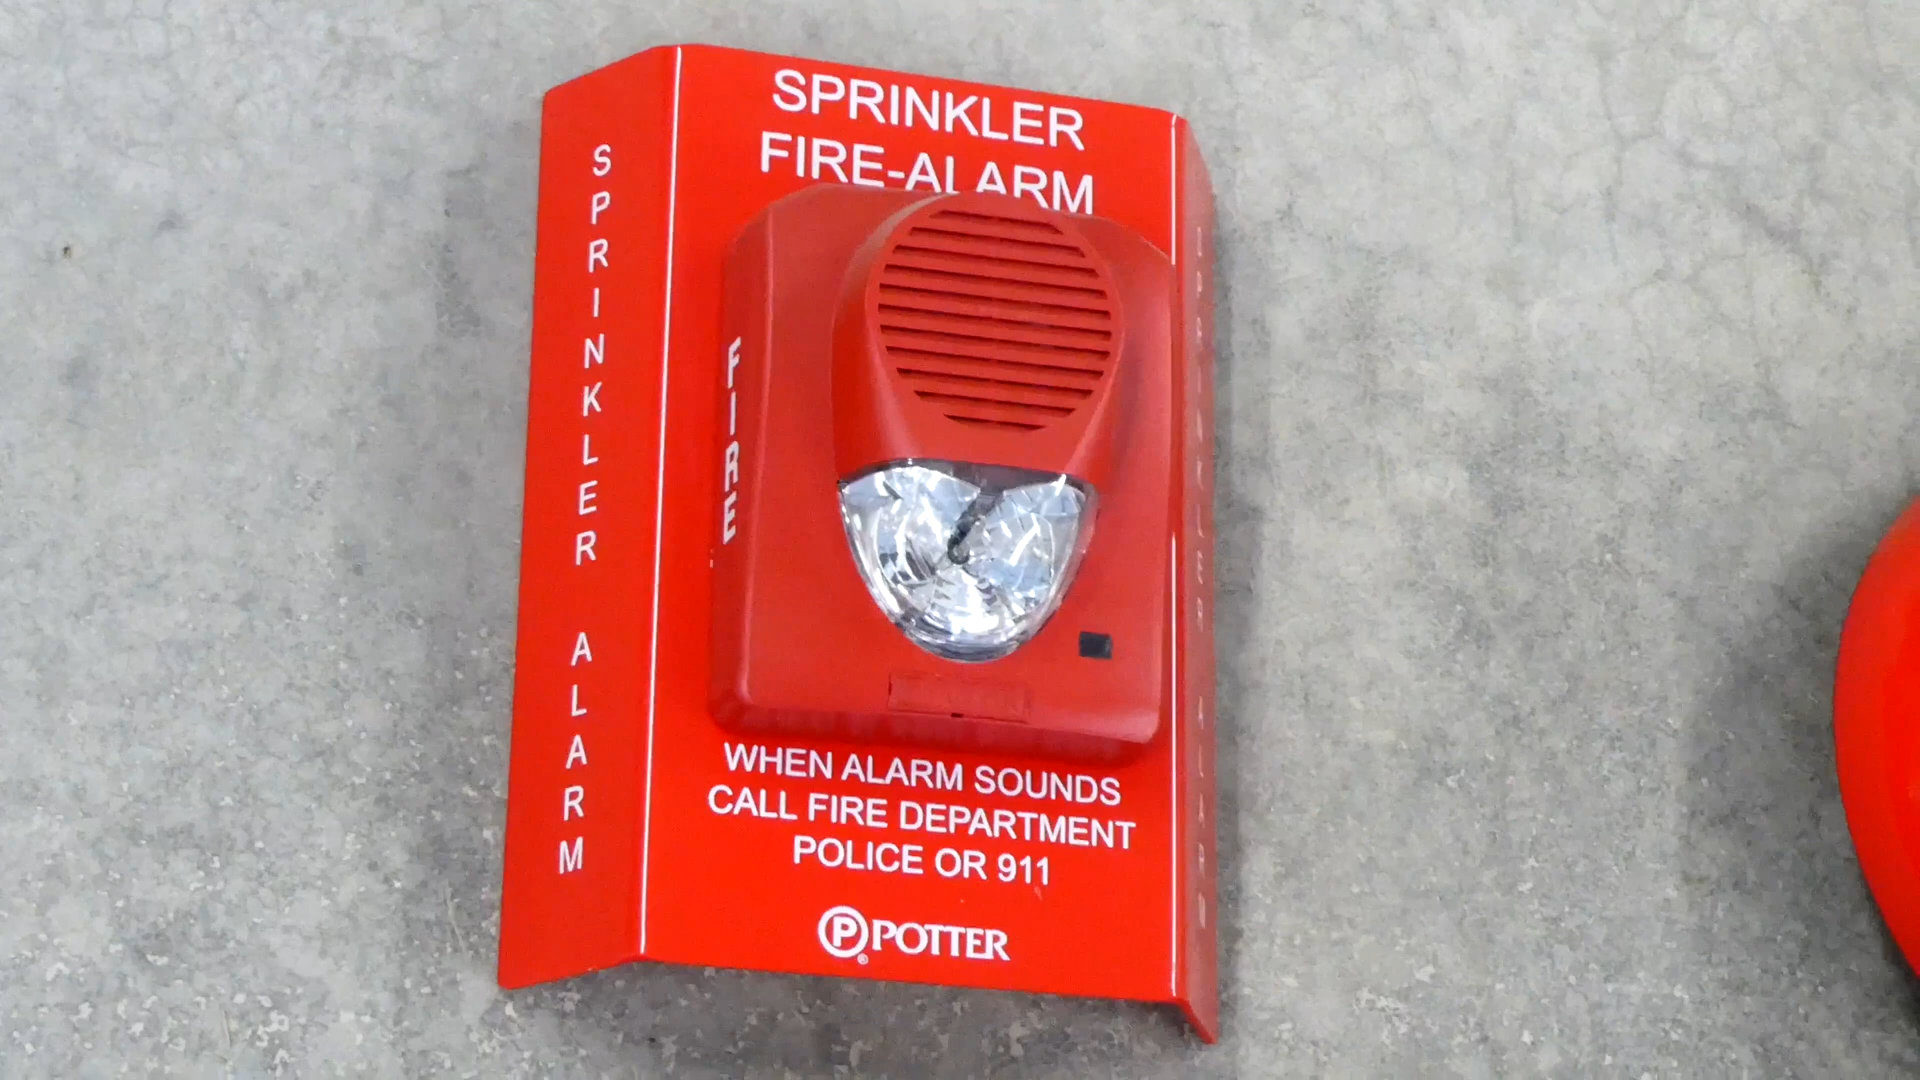 SPRINKLER
FIRE-ALARM
SPRINKLER ALARM
FIRE
WHEN ALARM SOUNDS
CALL FIRE DEPARTMENT
POLICE OR 911
P POTTER
®